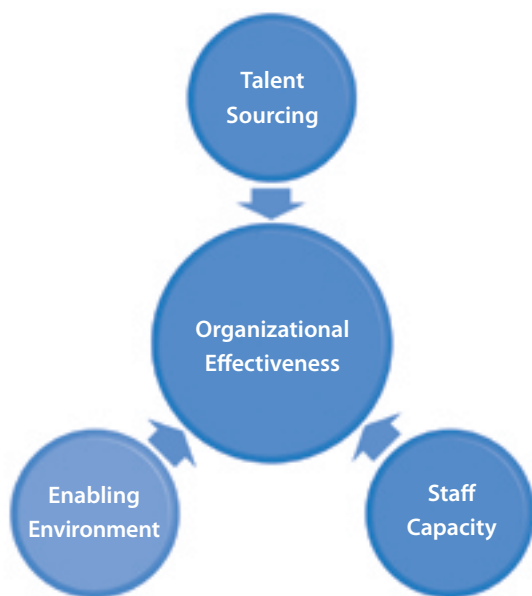 Talent
Sourcing
Organizational
Effectiveness
Enabling
Environment
Staff
Capacity